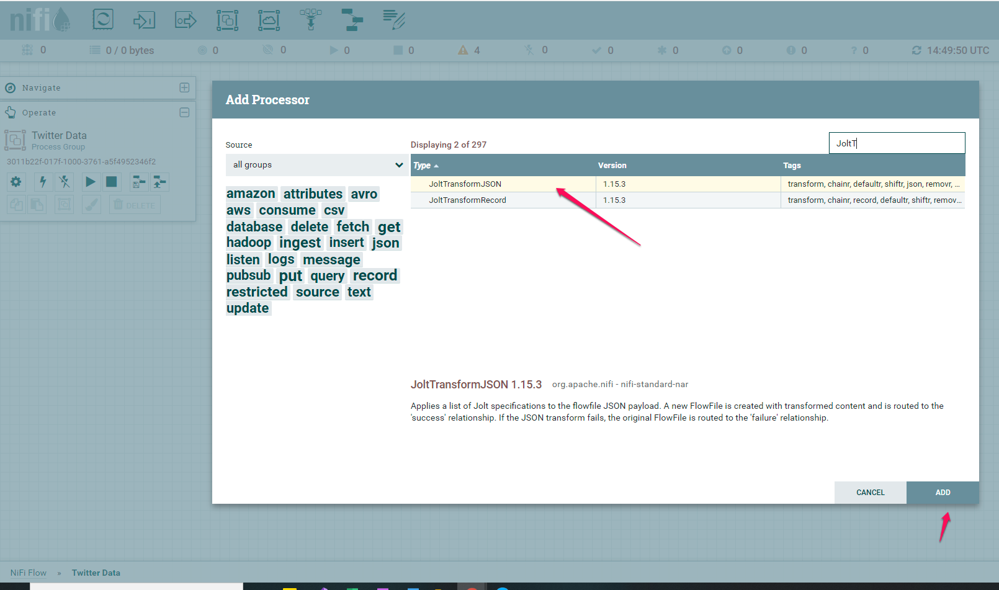 nifi
0 0 / 0 bytes 0 0 0 0 4 0 0 0 0 0 ? 0 14:49:50 UTC
Navigate
Operate
Twitter Data
Process Group
3011b22f-017f-1000-3761-a5f4952346f2
DELETE
Add Processor
Source
Displaying 2 of 297
JoltT
all groups
Type Version Tags
JoltTransformJSON 1.15.3 transform, chainr, defaultr, shiftr, json, removr, ...
JoltTransformRecord 1.15.3 transform, chainr, record, defaultr, shiftr, remov...
amazon attributes avro
aws consume csv
database delete fetch get
hadoop ingest insert json
listen logs message
pubsub put query record
restricted source text
update
JoltTransformJSON 1.15.3 org.apache.nifi - nifi-standard-nar
Applies a list of Jolt specifications to the flowfile JSON payload. A new FlowFile is created with transformed content and is routed to the
'success' relationship. If the JSON transform fails, the original FlowFile is routed to the 'failure' relationship.
CANCEL ADD
NiFi Flow » Twitter Data